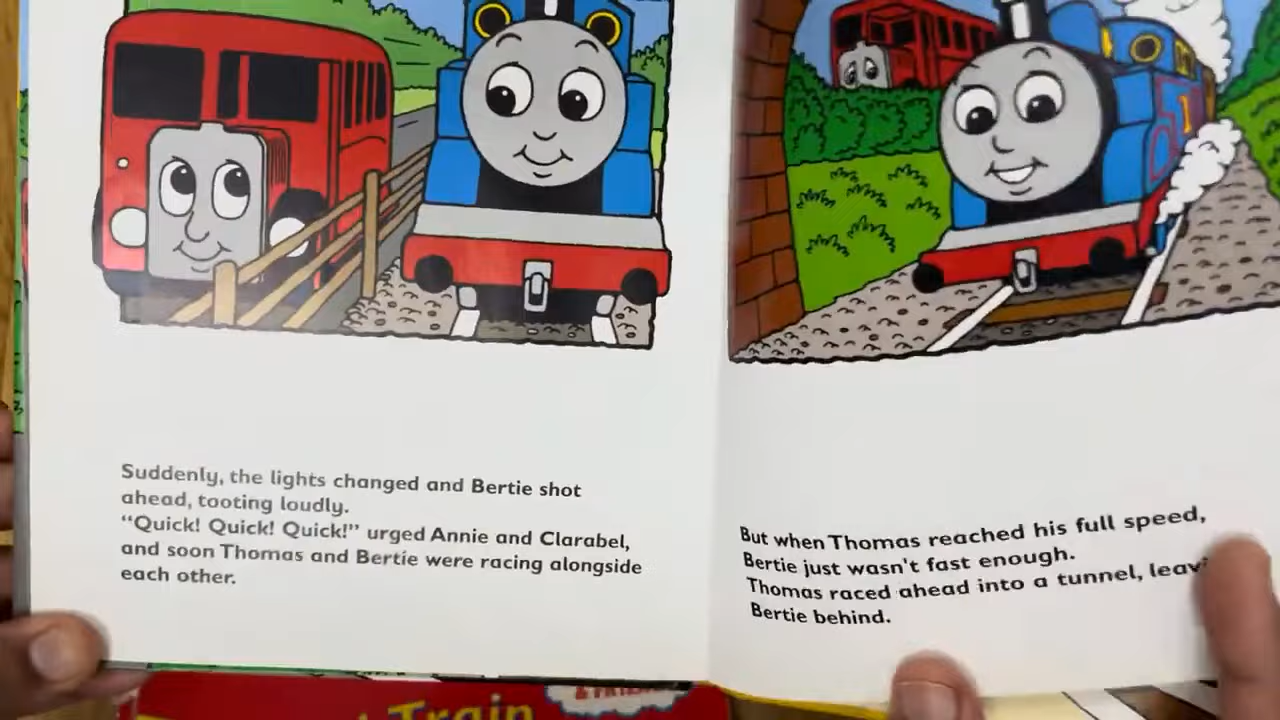 Suddenly, the lights changed and Bertie shot
ahead, tooting loudly.
“Quick! Quick! Quick!” urged Annie and Clarabel,
and soon Thomas and Bertie were racing alongside
each other.
But when Thomas reached his full speed,
Bertie just wasn't fast enough.
Thomas raced ahead into a tunnel,
Bertie behind.
1
& FRIENDS
Train